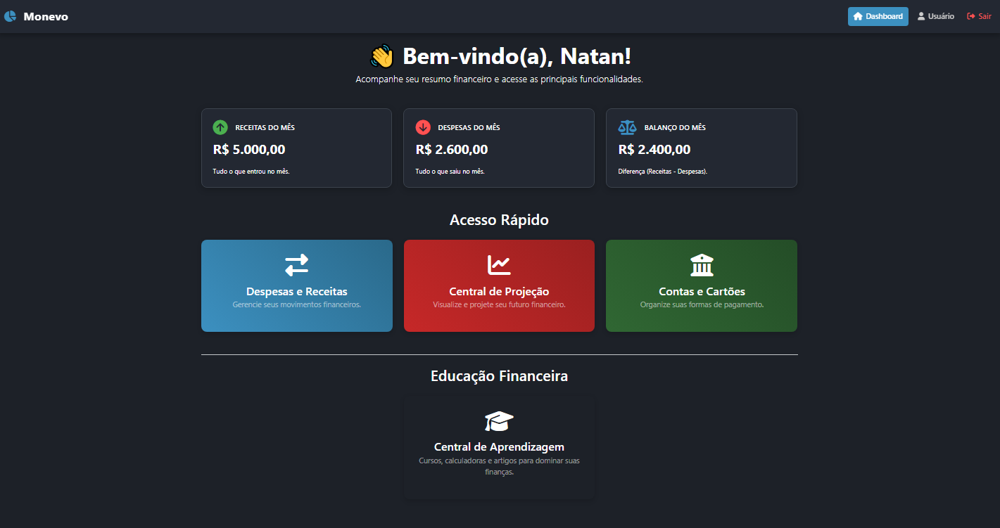 Monevo
Dashboard
Usuário
Sair
Bem-vindo(a), Natan!
Acompanhe seu resumo financeiro e acesse as principais funcionalidades.
RECEITAS DO MÊS
R$ 5.000,00
Tudo o que entrou no mês.
DESPESAS DO MÊS
R$ 2.600,00
Tudo o que saiu no mês.
BALANÇO DO MÊS
R$ 2.400,00
Diferença (Receitas - Despesas).
Acesso Rápido
Despesas e Receitas
Gerencie seus movimentos financeiros.
Central de Projeção
Visualize e projete seu futuro financeiro.
Contas e Cartões
Organize suas formas de pagamento.
Educação Financeira
Central de Aprendizagem
Cursos, calculadoras e artigos para dominar suas
finanças.